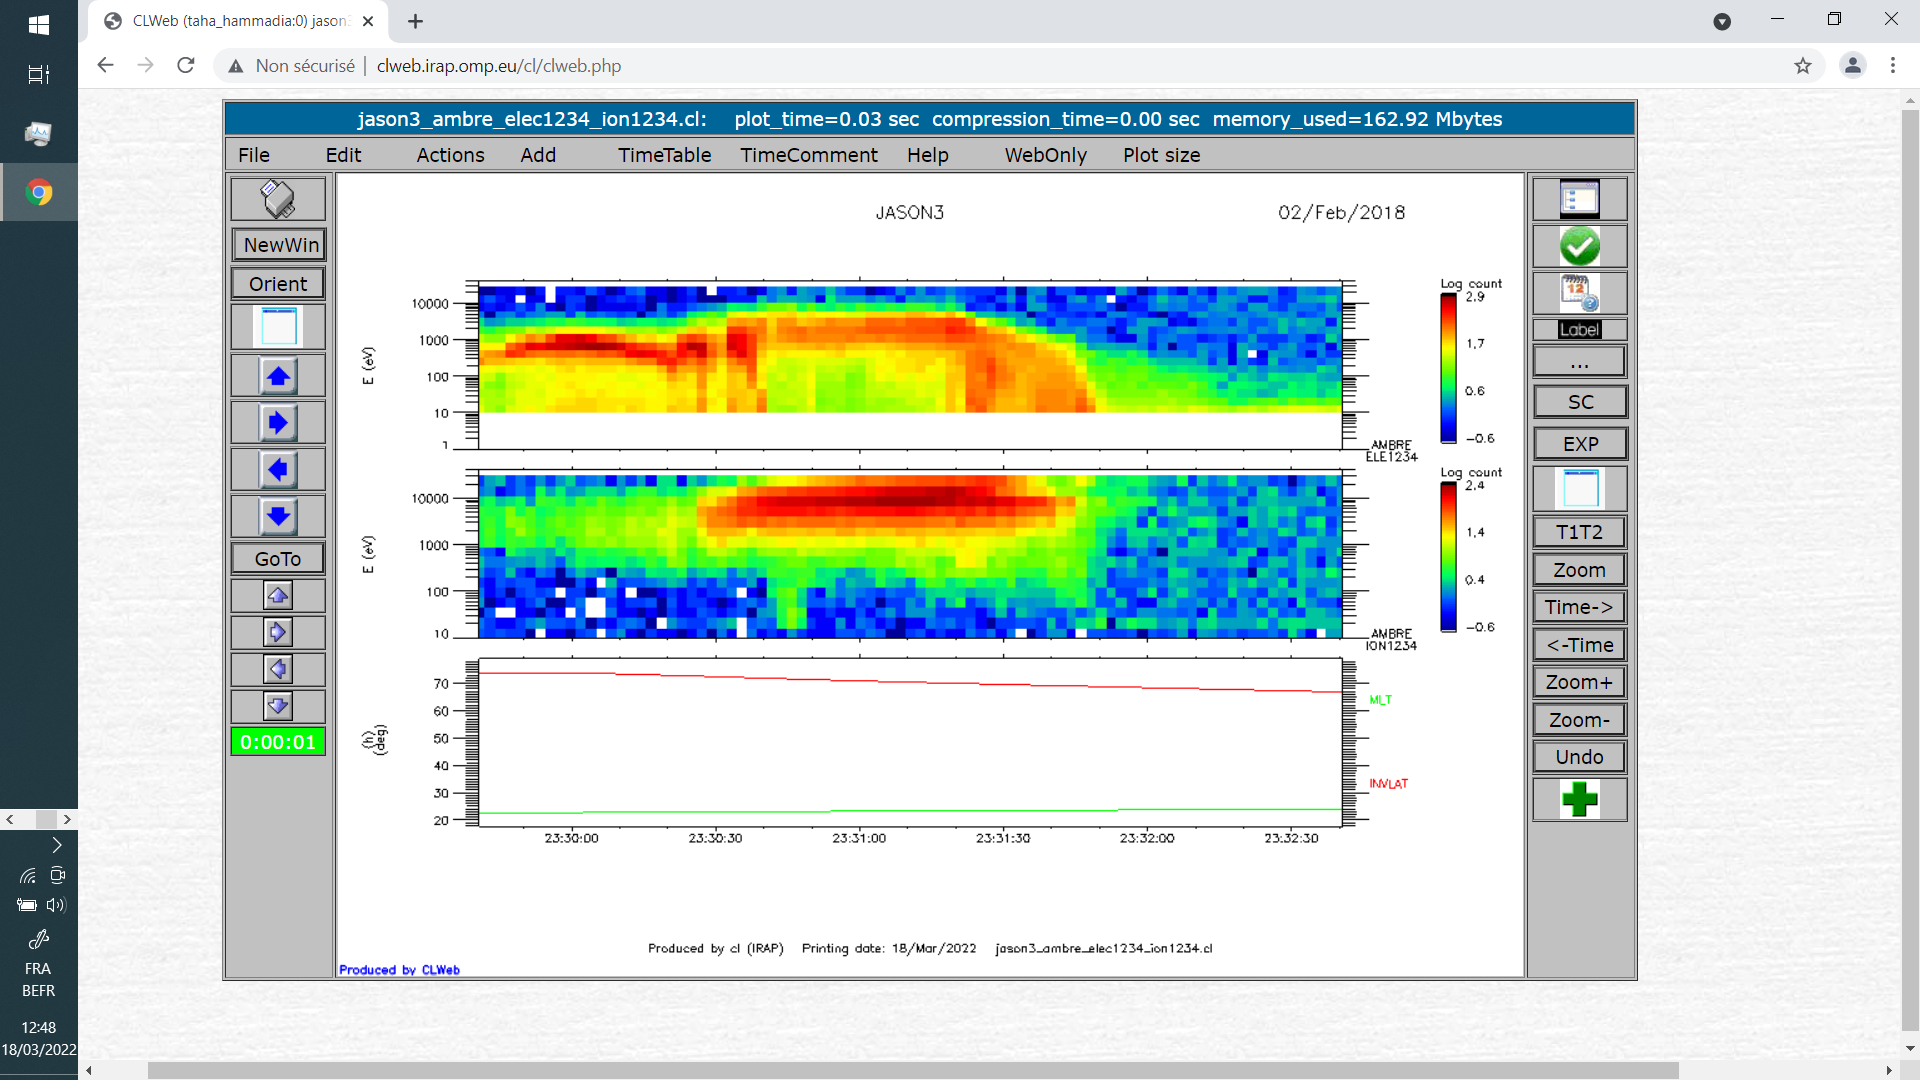 CLWeb (taha_hammadia:0) jason3
Non sécurisé | clweb.irap.omp.eu/cl/clweb.php
jason3_ambre_elec1234_ion1234.cl: plot_time=0.03 sec compression_time=0.00 sec memory_used=162.92 Mbytes
File Edit Actions Add TimeTable TimeComment Help WebOnly Plot size
NewWin
Orient
GoTo
0:00:01
JASON3 02/Feb/2018
Log count
2.9
1.7
0.6
-0.6
10000
1000
100
10
1
E (eV)
AMBRE
ELE1234
Log count
2.4
1.4
0.4
-0.6
10000
1000
100
10
E (eV)
AMBRE
ION1234
70
60
50
40
30
20
(h)
(deg)
MLT
INVLAT
23:30:00 23:30:30 23:31:00 23:31:30 23:32:00 23:32:30
Produced by cl (IRAP) Printing date: 18/Mar/2022 jason3_ambre_elec1234_ion1234.cl
Produced by CLWeb
12
Label
...
SC
EXP
T1T2
Zoom
Time->
<-Time
Zoom+
Zoom-
Undo
FRA
BEFR
12:48
18/03/2022